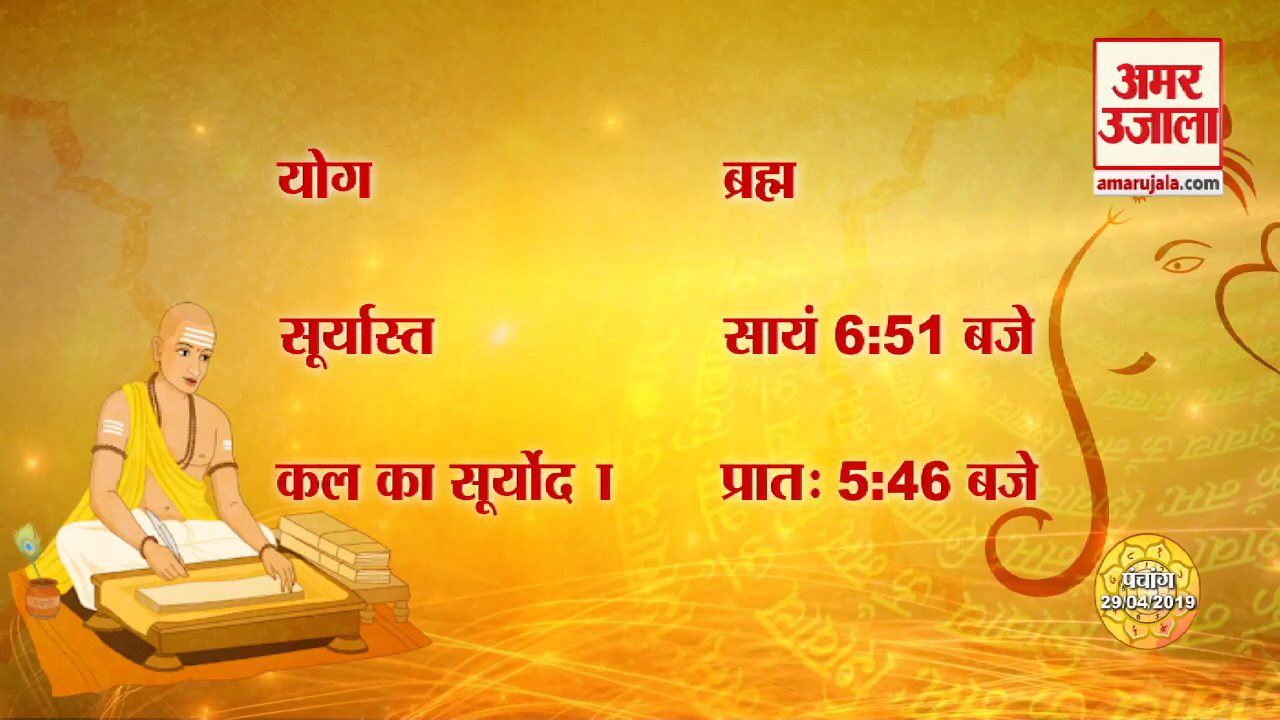 अमर
उजाला
amarujala.com
योग ब्रह्म
सूर्यास्त सायं 6:51 बजे
कल का सूर्योद ा प्रातः 5:46 बजे
पंचांग
29/04/2019